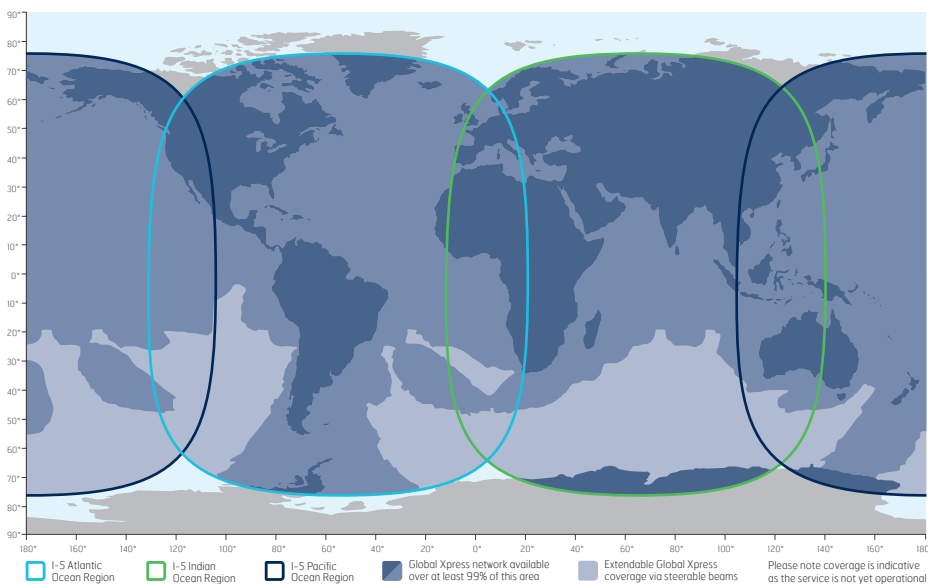 90°
80°
70°
60°
50°
40°
30°
20°
10°
0°
10°
20°
30°
40°
50°
60°
70°
80°
90°
180° 160° 140° 120° 100° 80° 60° 40° 20° 0° 20° 40° 60° 80° 100° 120° 140° 160° 180°
I-5 Atlantic
Ocean Region
I-5 Indian
Ocean Region
I-5 Pacific
Ocean Region
Global Xpress network available
over at least 99% of this area
Extendable Global Xpress
coverage via steerable beams
Please note coverage is indicative
as the service is not yet operational